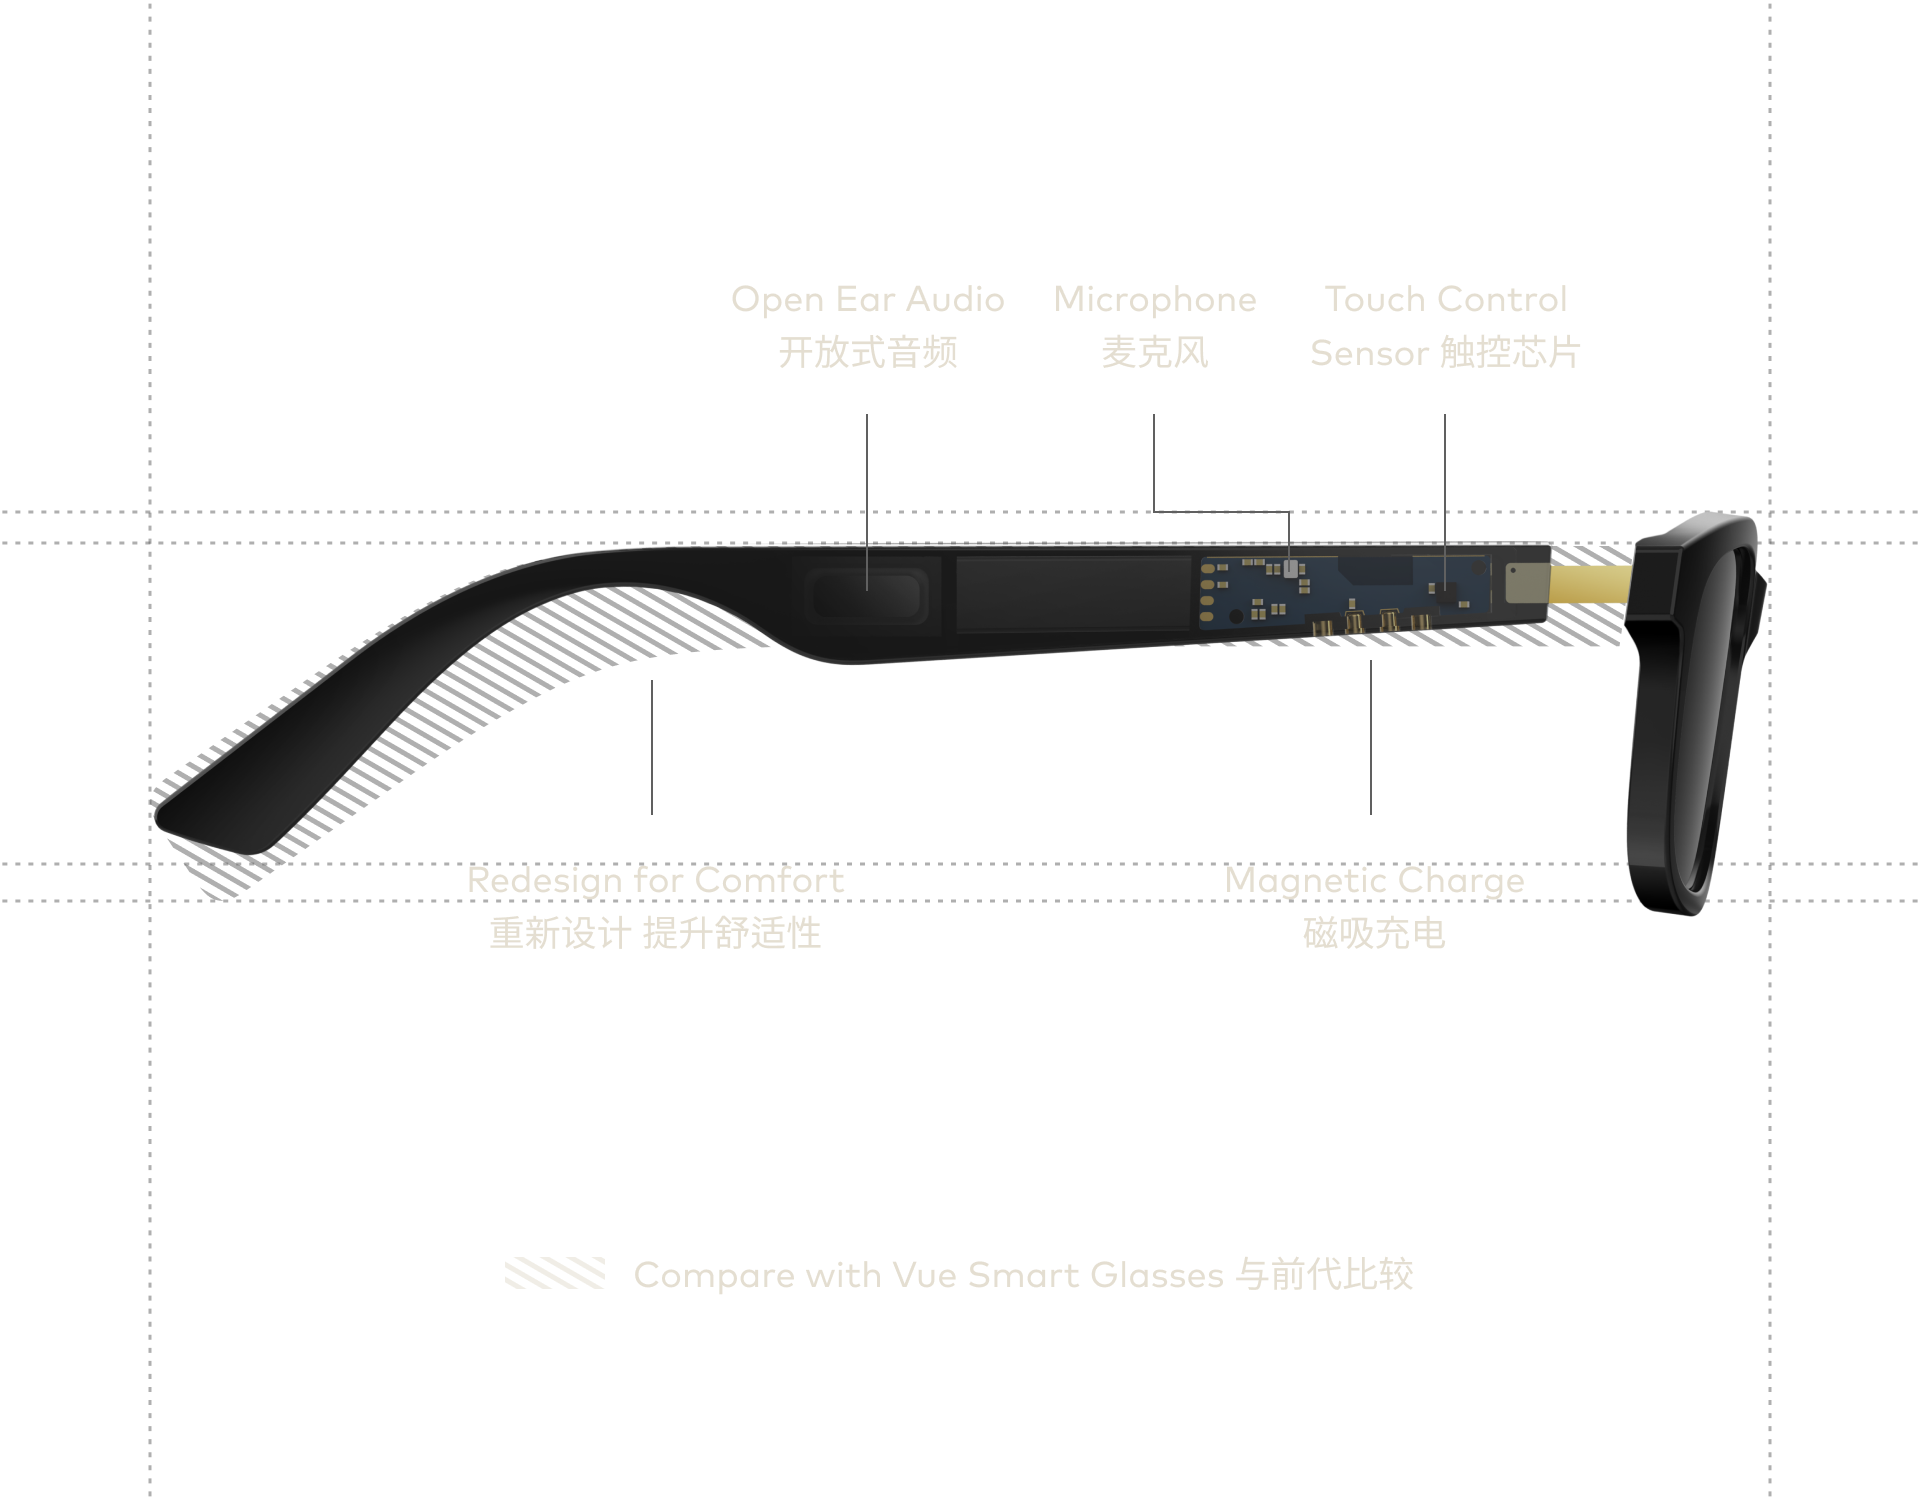 Open Ear Audio
开放式音频
Microphone
麦克风
Touch Control
Sensor 触控芯片
Redesign for Comfort
重新设计 提升舒适性
Magnetic Charge
磁吸充电
Compare with Vue Smart Glasses 与前代比较